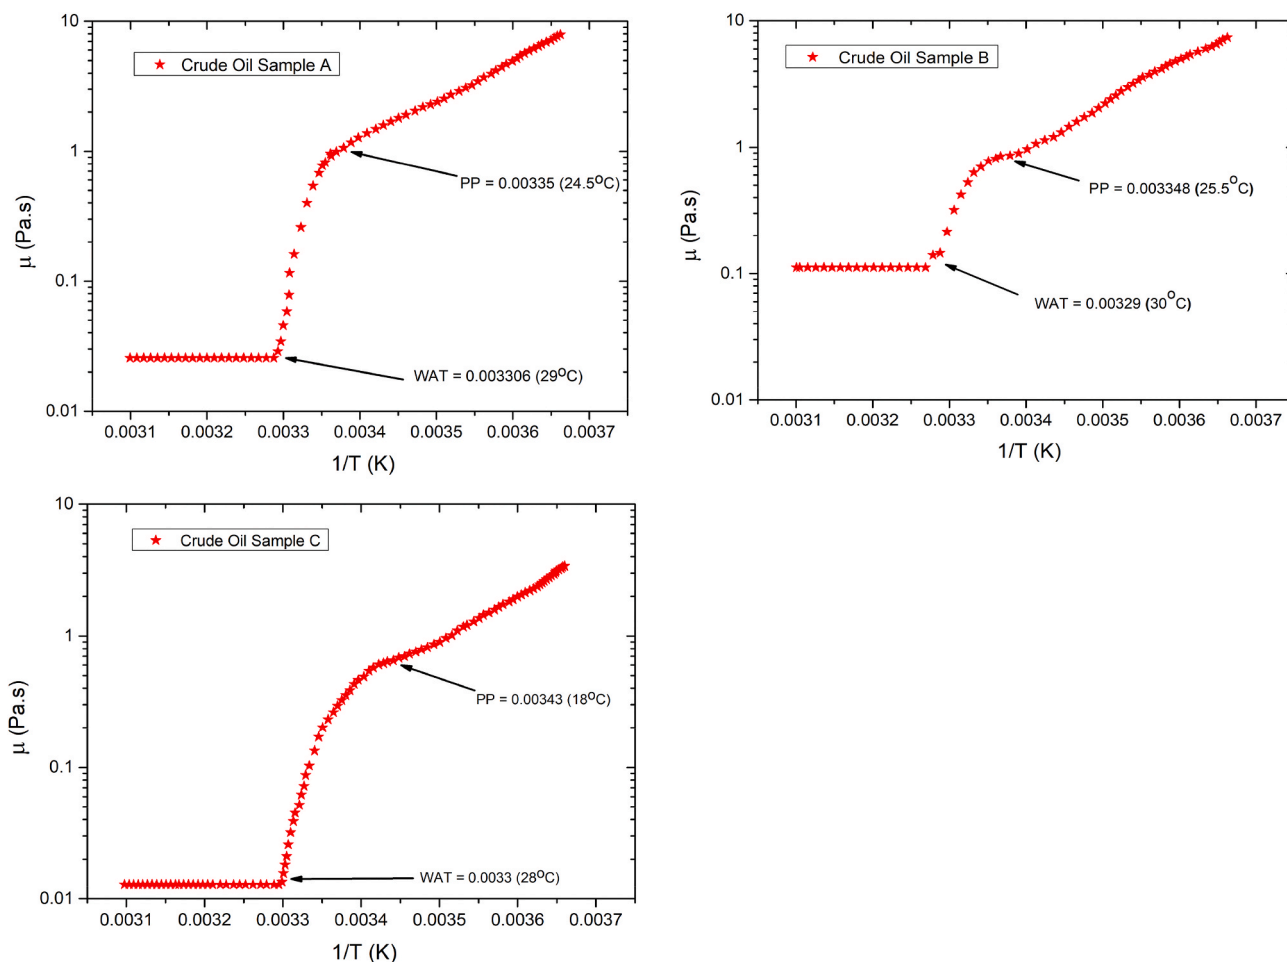 10
1
0.1
0.01
μ (Pa.s)
Crude Oil Sample A
PP = 0.00335 (24.5°C)
WAT = 0.003306 (29°C)
0.0031 0.0032 0.0033 0.0034 0.0035 0.0036 0.0037
1/T (K)
10
1
0.1
0.01
μ (Pa.s)
Crude Oil Sample B
PP = 0.003348 (25.5°C)
WAT = 0.00329 (30°C)
0.0031 0.0032 0.0033 0.0034 0.0035 0.0036 0.0037
1/T (K)
10
1
0.1
0.01
μ (Pa.s)
Crude Oil Sample C
PP = 0.00343 (18°C)
WAT = 0.0033 (28°C)
0.0031 0.0032 0.0033 0.0034 0.0035 0.0036 0.0037
1/T (K)